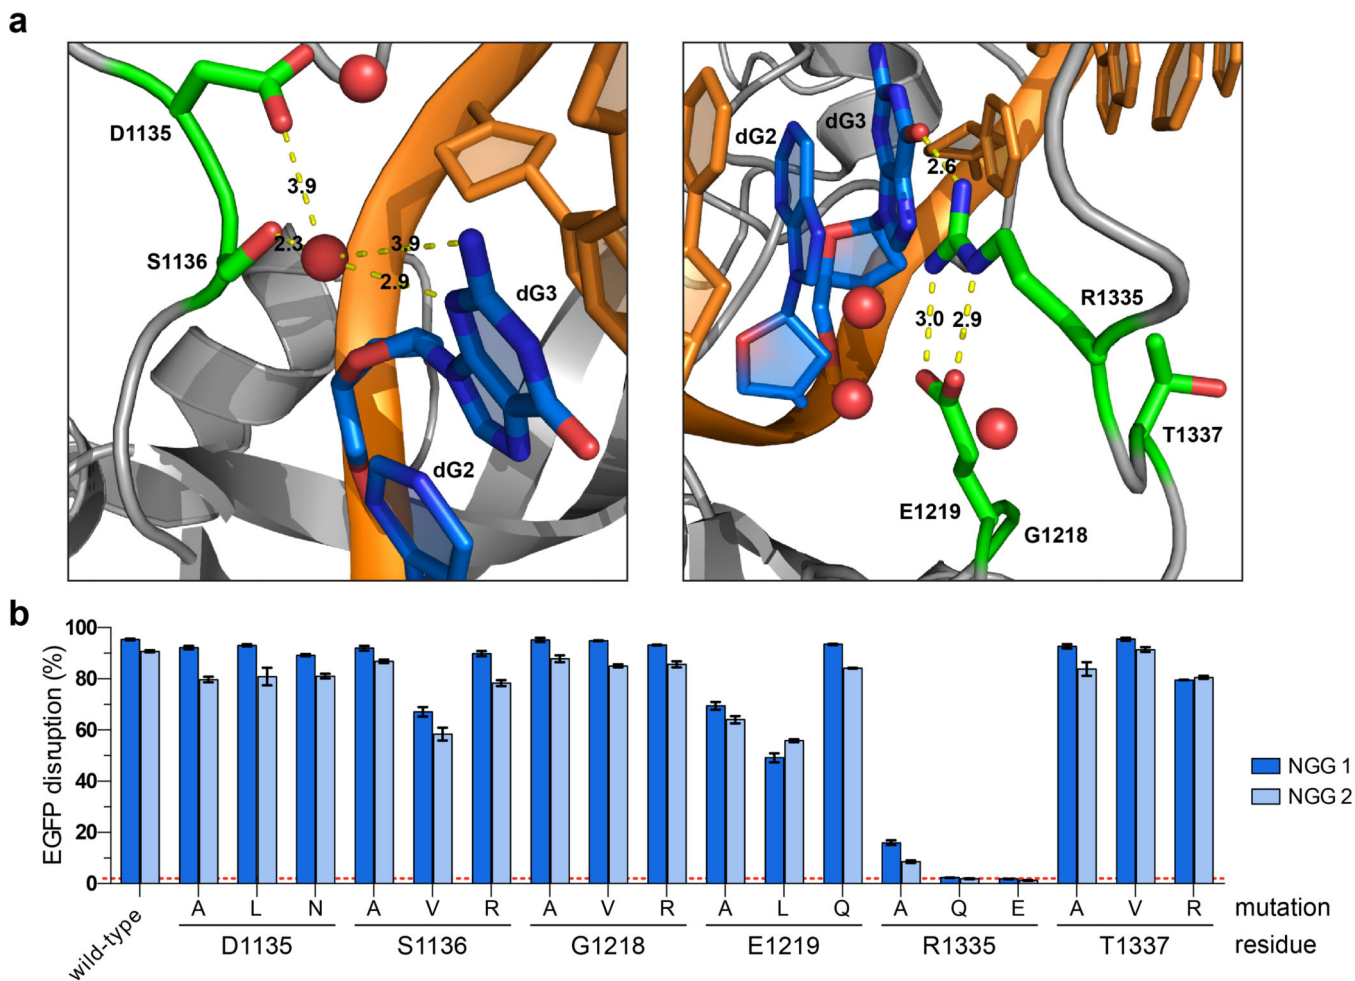 a
D1135
3.9
S1136
2.3
3.9
2.9
dG3
dG2
dG2
dG3
2.6
3.0
2.9
R1335
T1337
E1219
G1218
b
EGFP disruption (%)
100
80
60
40
20
0
NGG 1
NGG 2
wild-type
A L N A V R A V R A L Q A Q E A V R mutation
D1135 S1136 G1218 E1219 R1335 T1337 residue